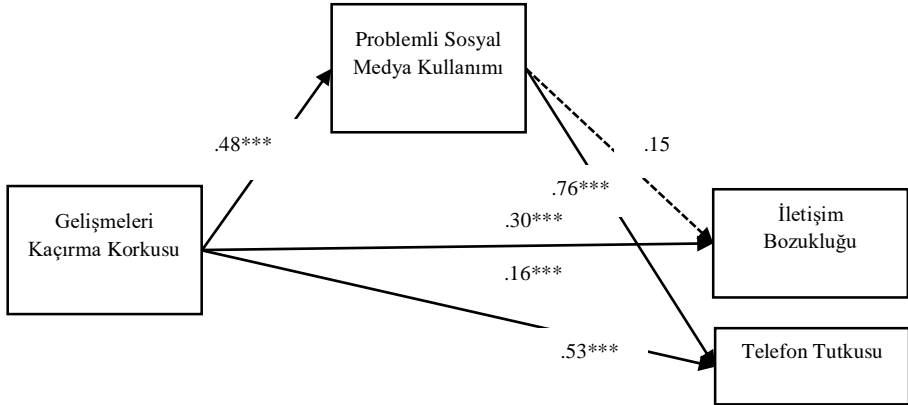 Problemli Sosyal
Medya Kullanımı
.48***
.15
.76***
Gelişmeleri
Kaçırma Korkusu
.30***
İletişim
Bozukluğu
.16***
.53***
Telefon Tutkusu